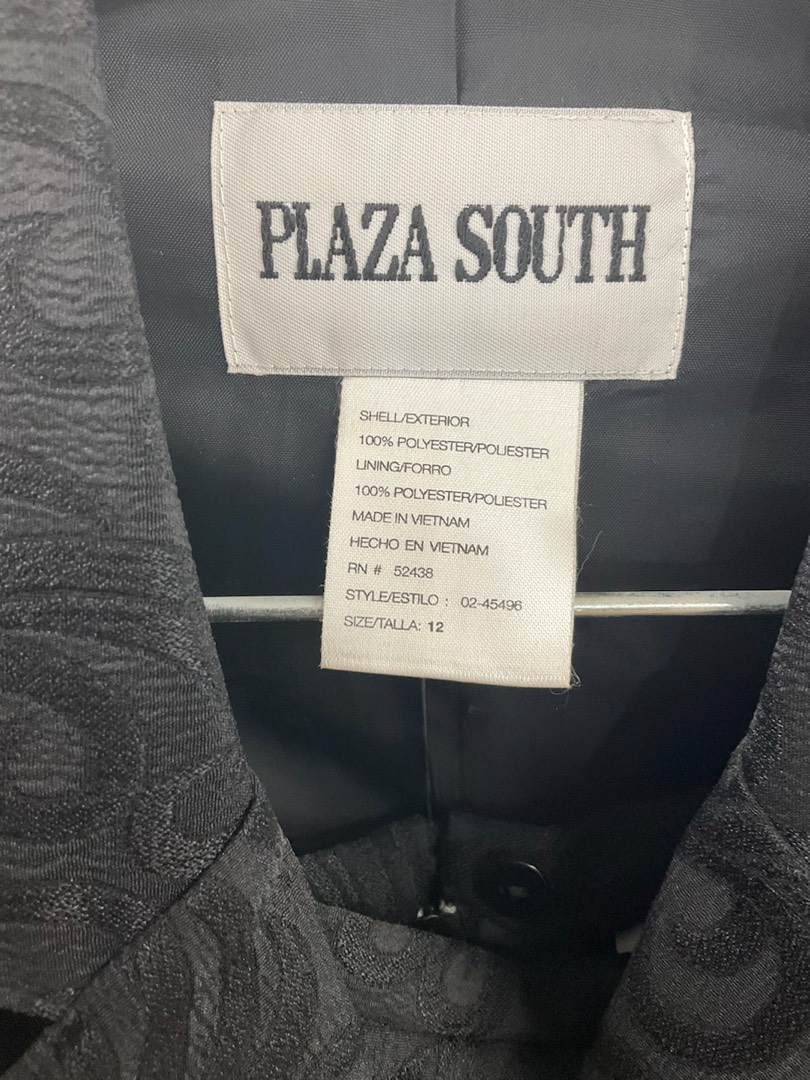 PLAZA SOUTH
SHELL/EXTERIOR
100% POLYESTER/POLIESTER
LINING/FORRO
100% POLYESTER/POLIESTER
MADE IN VIETNAM
HECHO EN VIETNAM
RN # 52438
STYLE/ESTILO : 02-45496
SIZE/TALLA: 12